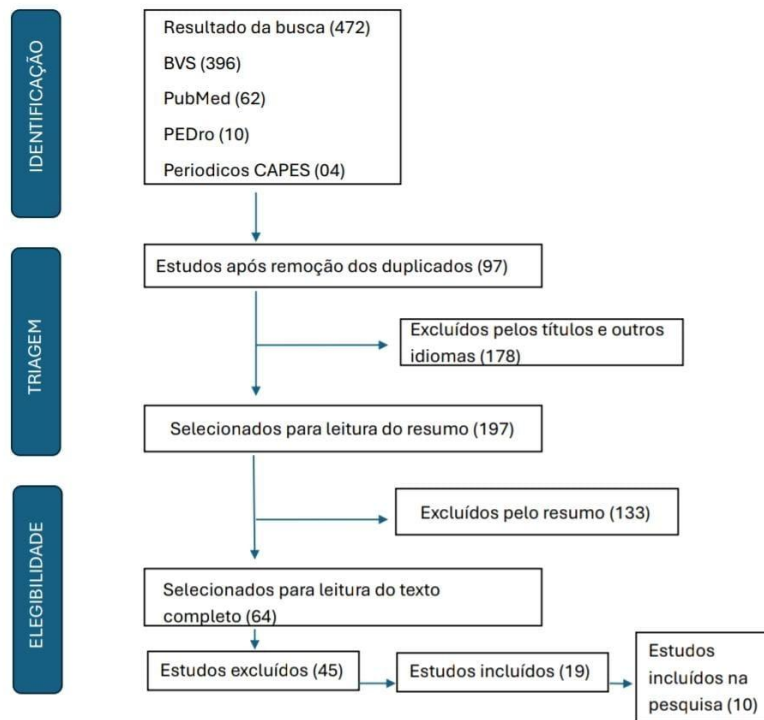 IDENTIFICAÇÃO
Resultado da busca (472)
BVS (396)
PubMed (62)
PEDro (10)
Periodicos CAPES (04)
TRIAGEM
Estudos após remoção dos duplicados (97)
Excluídos pelos títulos e outros
idiomas (178)
Selecionados para leitura do resumo (197)
ELEGIBILIDADE
Excluídos pelo resumo (133)
Selecionados para leitura do texto
completo (64)
Estudos excluídos (45)
Estudos incluídos (19)
Estudos
incluídos na
pesquisa (10)